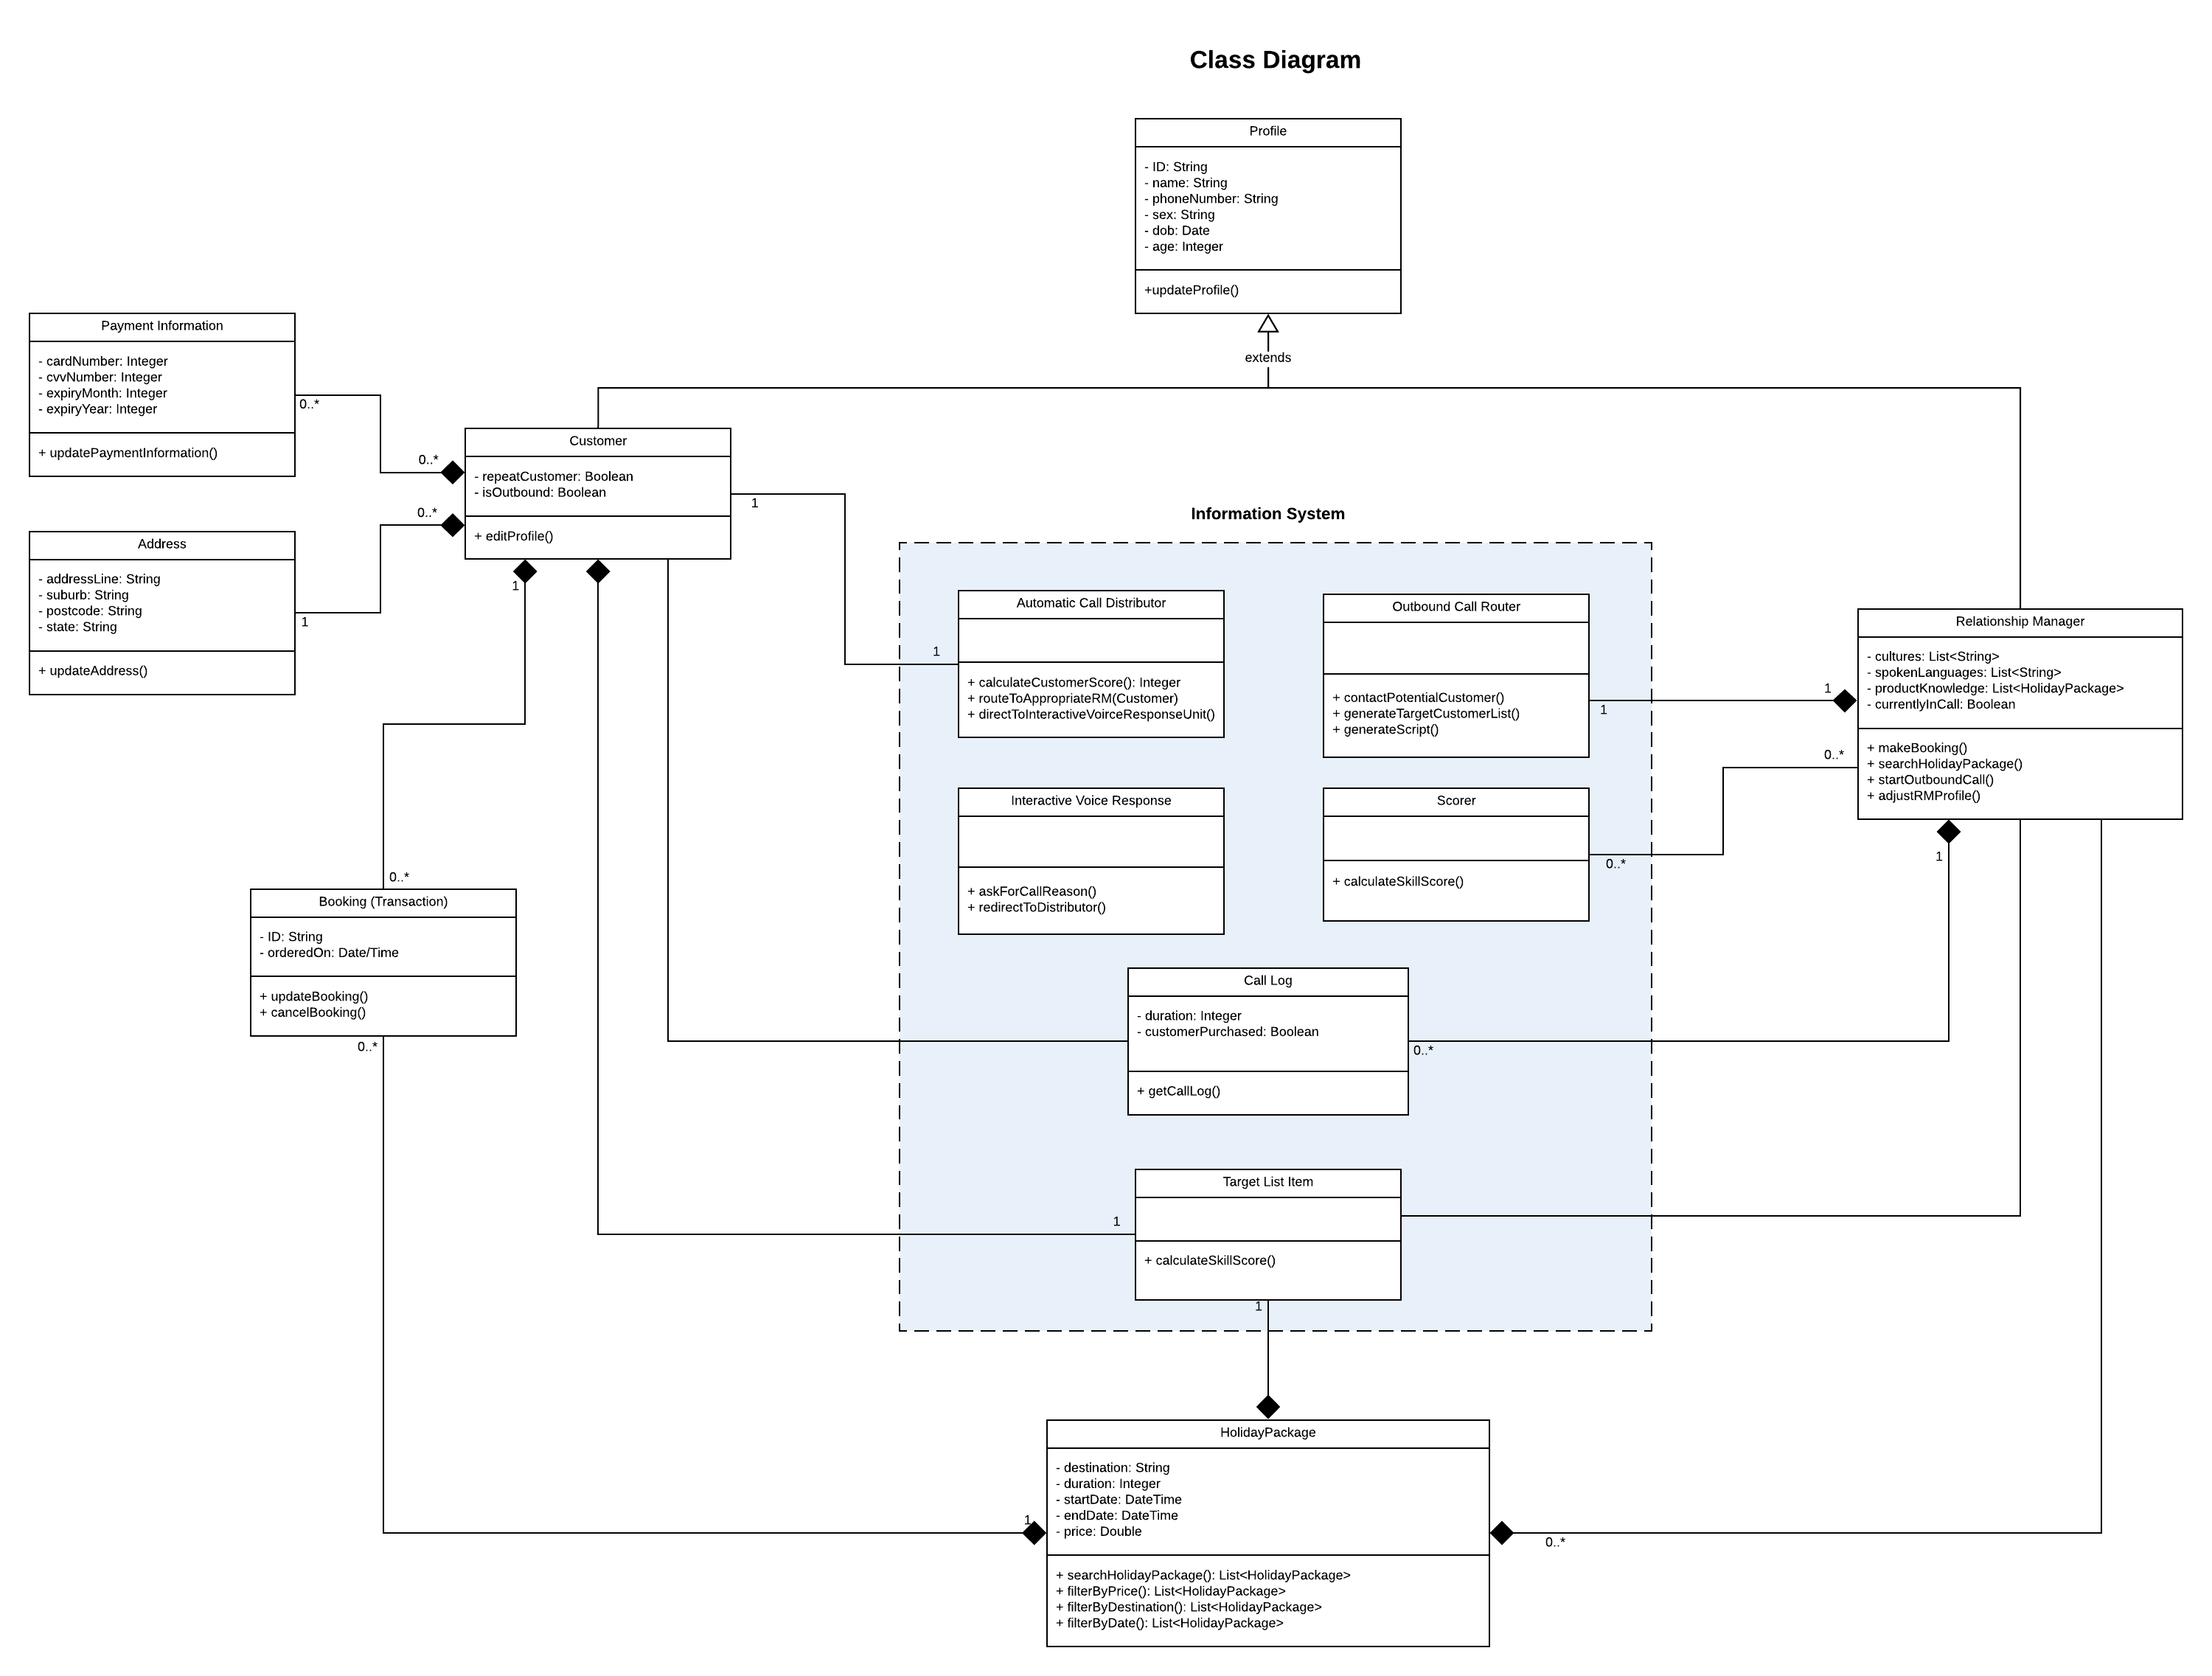 Class Diagram
Profile
- ID: String
- name: String
- phoneNumber: String
- sex: String
- dob: Date
- age: Integer
+updateProfile()
extends
Payment Information
- cardNumber: Integer
- cvvNumber: Integer
- expiryMonth: Integer
- expiryYear: Integer
+ updatePaymentInformation()
0..*
0..*
Customer
- repeatCustomer: Boolean
- isOutbound: Boolean
+ editProfile()
0..*
1
1
Address
- addressLine: String
- suburb: String
- postcode: String
- state: String
+ updateAddress()
1
Information System
Automatic Call Distributor
+ calculateCustomerScore(): Integer
+ routeToAppropriateRM(Customer)
+ directToInteractiveVoirceResponseUnit()
1
Outbound Call Router
+ contactPotentialCustomer()
+ generateTargetCustomerList()
+ generateScript()
1
1
Relationship Manager
- cultures: List<String>
- spokenLanguages: List<String>
- productKnowledge: List<HolidayPackage>
- currentlyInCall: Boolean
+ makeBooking()
+ searchHolidayPackage()
+ startOutboundCall()
+ adjustRMProfile()
0..*
1
Interactive Voice Response
+ askForCallReason()
+ redirectToDistributor()
Scorer
+ calculateSkillScore()
0..*
0..*
Booking (Transaction)
- ID: String
- orderedOn: Date/Time
+ updateBooking()
+ cancelBooking()
0..*
Call Log
- duration: Integer
- customerPurchased: Boolean
+ getCallLog()
0..*
Target List Item
+ calculateSkillScore()
1
1
HolidayPackage
- destination: String
- duration: Integer
- startDate: DateTime
- endDate: DateTime
- price: Double
+ searchHolidayPackage(): List<HolidayPackage>
+ filterByPrice(): List<HolidayPackage>
+ filterByDestination(): List<HolidayPackage>
+ filterByDate(): List<HolidayPackage>
1
0..*